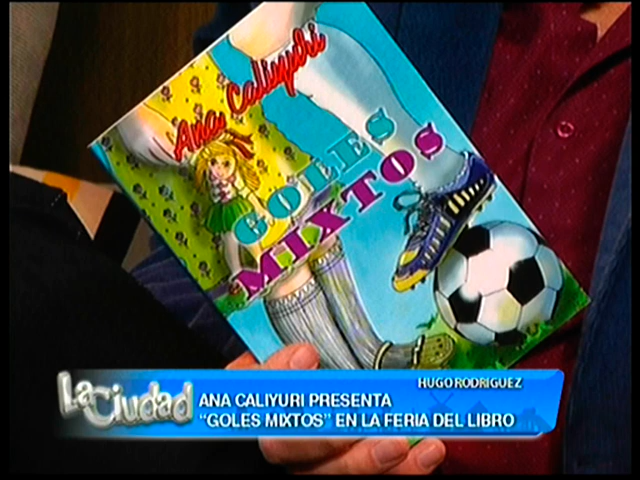 Ana Caliyuri
GOLES
MIXTOS
HUGO RODRIGUEZ
La Ciudad
ANA CALIYURI PRESENTA
“GOLES MIXTOS” EN LA FERIA DEL LIBRO